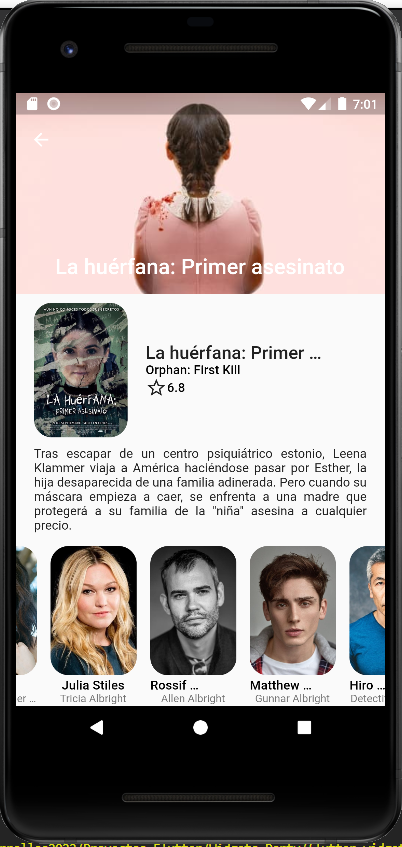 7:01
La huérfana: Primer asesinato
LA HUÉRFANA:
PRIMER ASESINATO
La huérfana: Primer ...
Orphan: First Kill
6.8
Tras escapar de un centro psiquiátrico estonio, Leena
Klammer viaja a América haciéndose pasar por Esther, la
hija desaparecida de una familia adinerada. Pero cuando su
máscara empieza a caer, se enfrenta a una madre que
protegerá a su familia de la "niña" asesina a cualquier
precio.
Julia Stiles
Rossif ...
Matthew ...
Hiro ...
er ...
Tricia Albright
Allen Albright
Gunnar Albright
Detecti